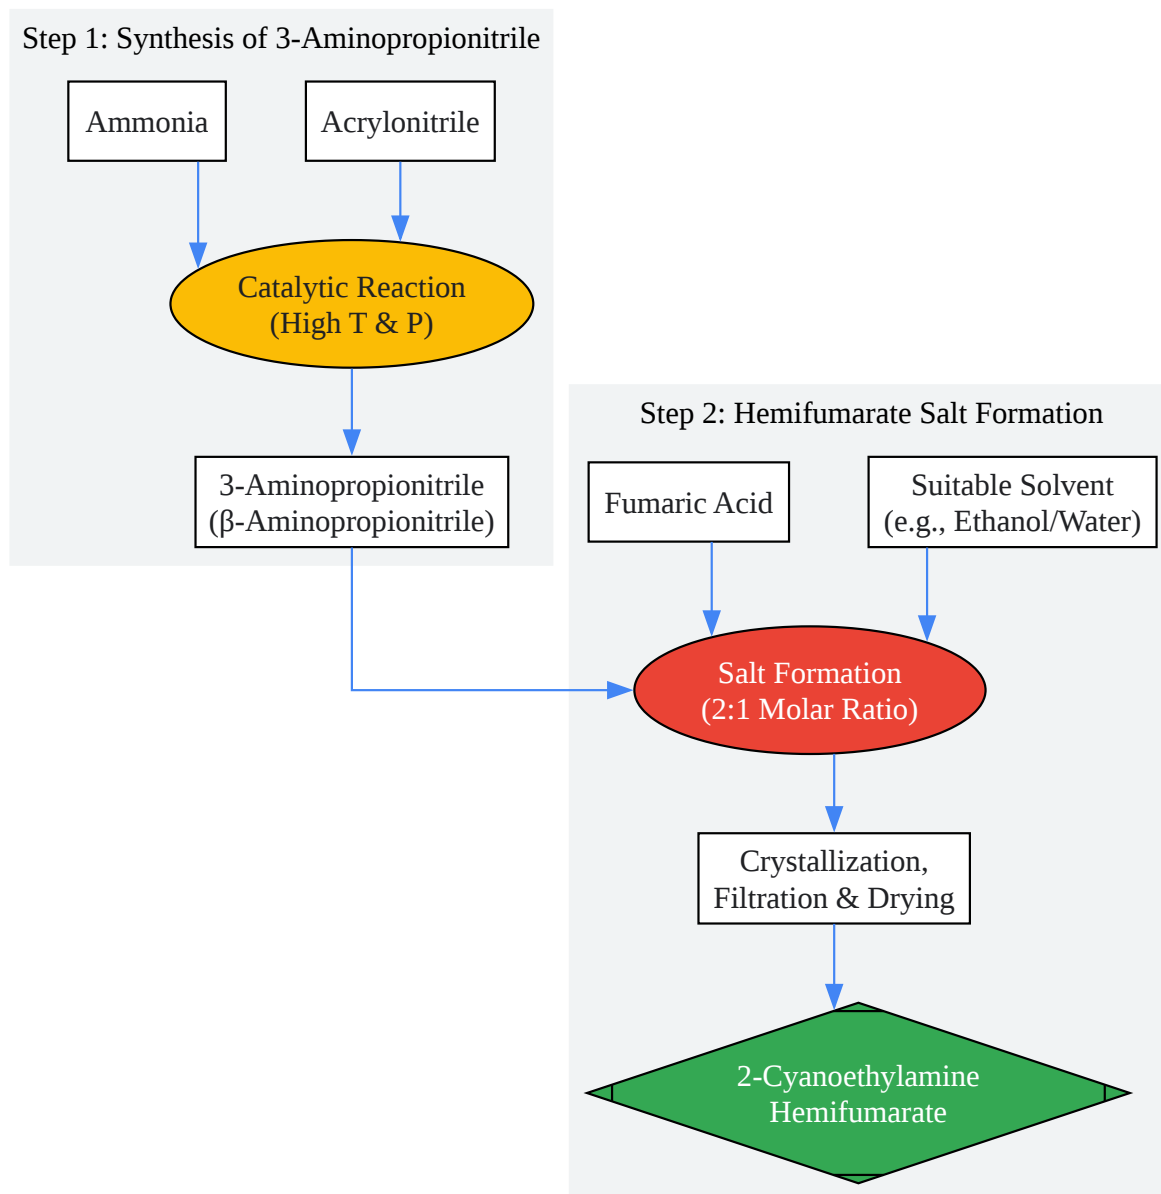 Step 1: Synthesis of 3-Aminopropionitrile
Ammonia
Acrylonitrile
Catalytic Reaction
(High T & P)
3-Aminopropionitrile
(β-Aminopropionitrile)
Step 2: Hemifumarate Salt Formation
Fumaric Acid
Suitable Solvent
(e.g., Ethanol/Water)
Salt Formation
(2:1 Molar Ratio)
Crystallization,
Filtration & Drying
2-Cyanoethylamine
Hemifumarate